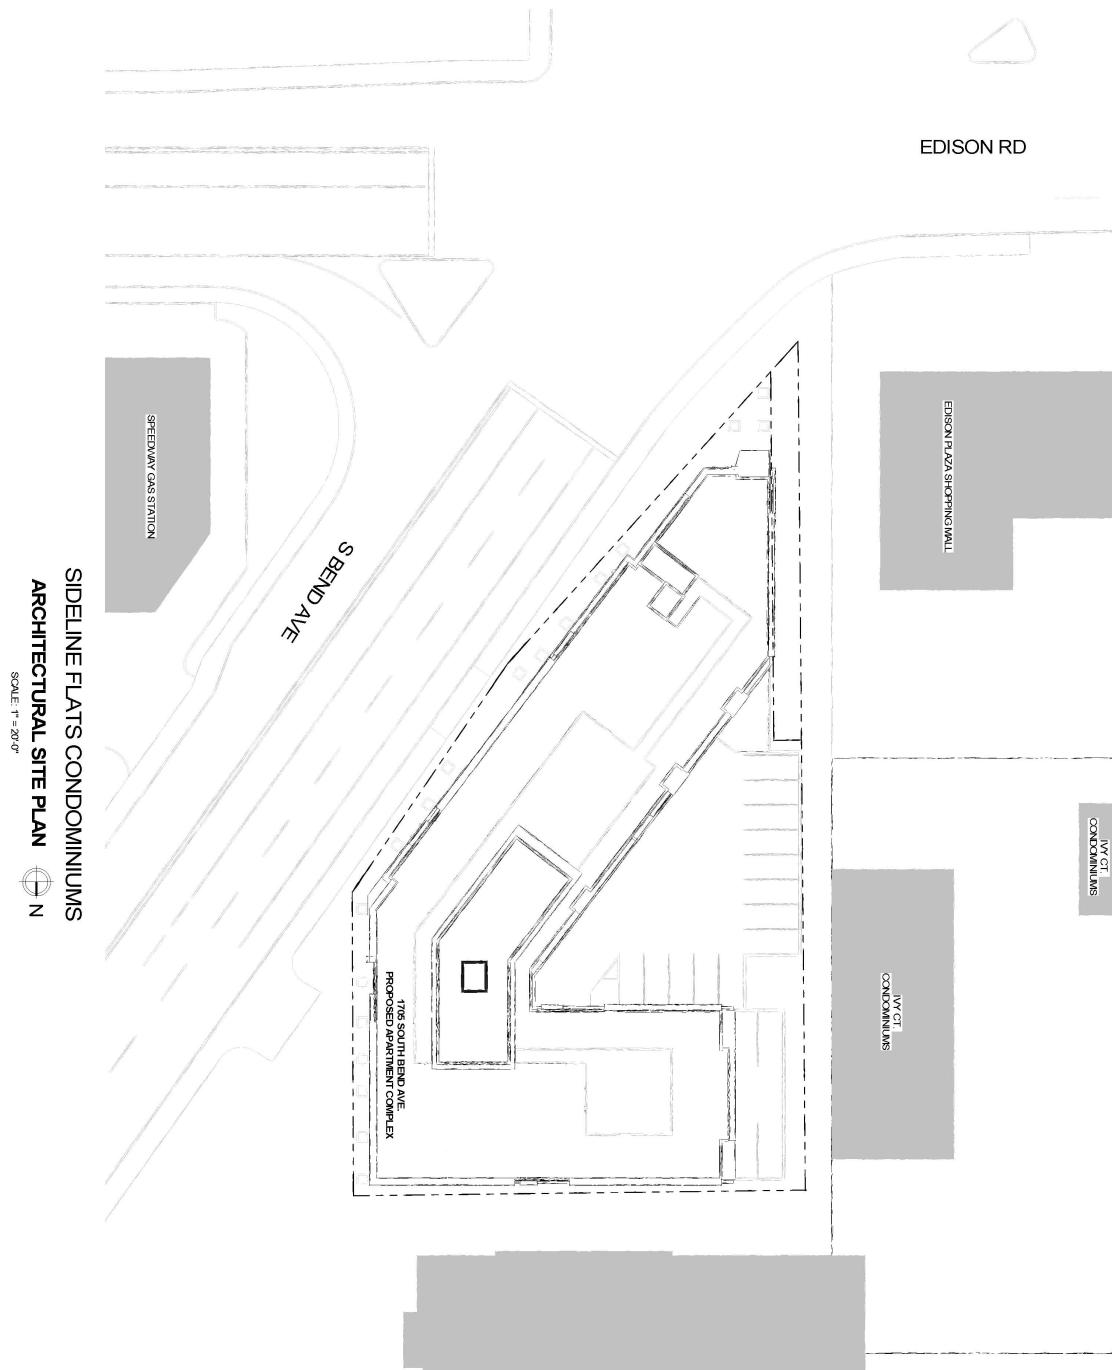 EDISON RD
EDISON PLAZA SHOPPING MALL
SPEEDWAY GAS STATION
S BEND AVE
IVY CT.
CONDOMINIUMS
IVY CT.
CONDOMINIUMS
1705 SOUTH BEND AVE.
PROPOSED APARTMENT COMPLEX
SIDELINE FLATS CONDOMINIUMS
ARCHITECTURAL SITE PLAN
N
SCALE: 1" = 20'-0"